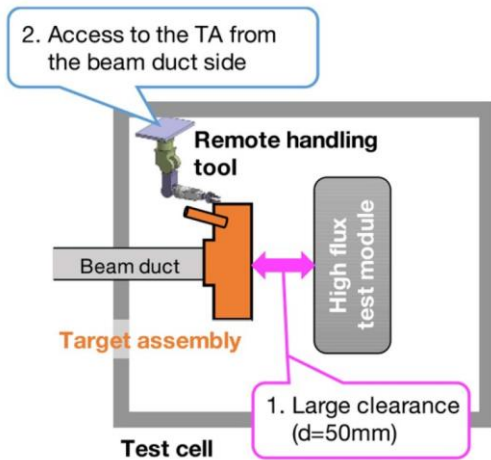 2. Access to the TA from
the beam duct side
Remote handling
tool
Beam duct
High flux
test module
Target assembly
1. Large clearance
(d=50mm)
Test cell